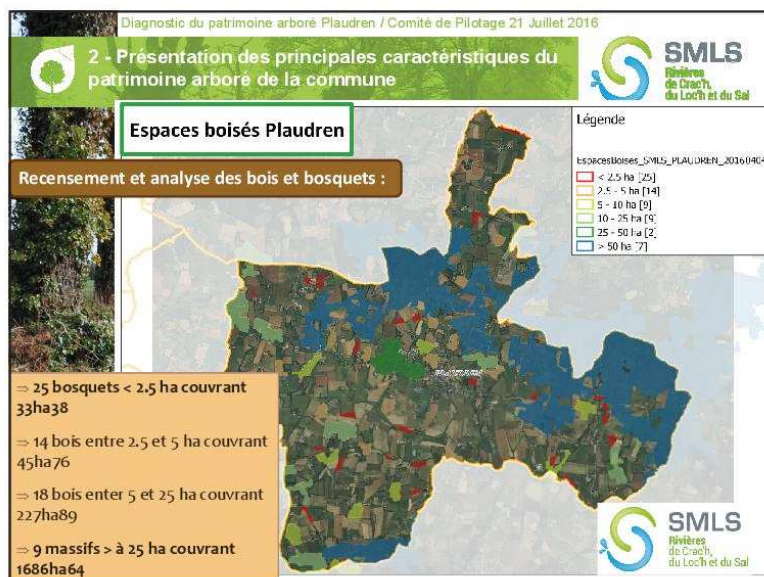 Diagnostic du patrimoine arboré Plaudren / Comité de Pilotage 21 Juillet 2016
2 - Présentation des principales caractéristiques du
patrimoine arboré de la commune
SMLS
Rivières
de Crac'h,
du Loc'h et du Sal
Espaces boisés Plaudren
Recensement et analyse des bois et bosquets :
Légende
EspacesBoises_SMLS_PLAUDREN_20160404
< 2.5 ha [25]
2.5 - 5 ha [14]
5 - 10 ha [9]
10 - 25 ha [9]
25 - 50 ha [2]
> 50 ha [7]
PLAUDREN
⇒ 25 bosquets < 2.5 ha couvrant
33ha38
⇒ 14 bois entre 2.5 et 5 ha couvrant
45ha76
⇒ 18 bois enter 5 et 25 ha couvrant
227ha89
⇒ 9 massifs > à 25 ha couvrant
1686ha64
SMLS
Rivières
de Crac'h,
du Loc'h et du Sal